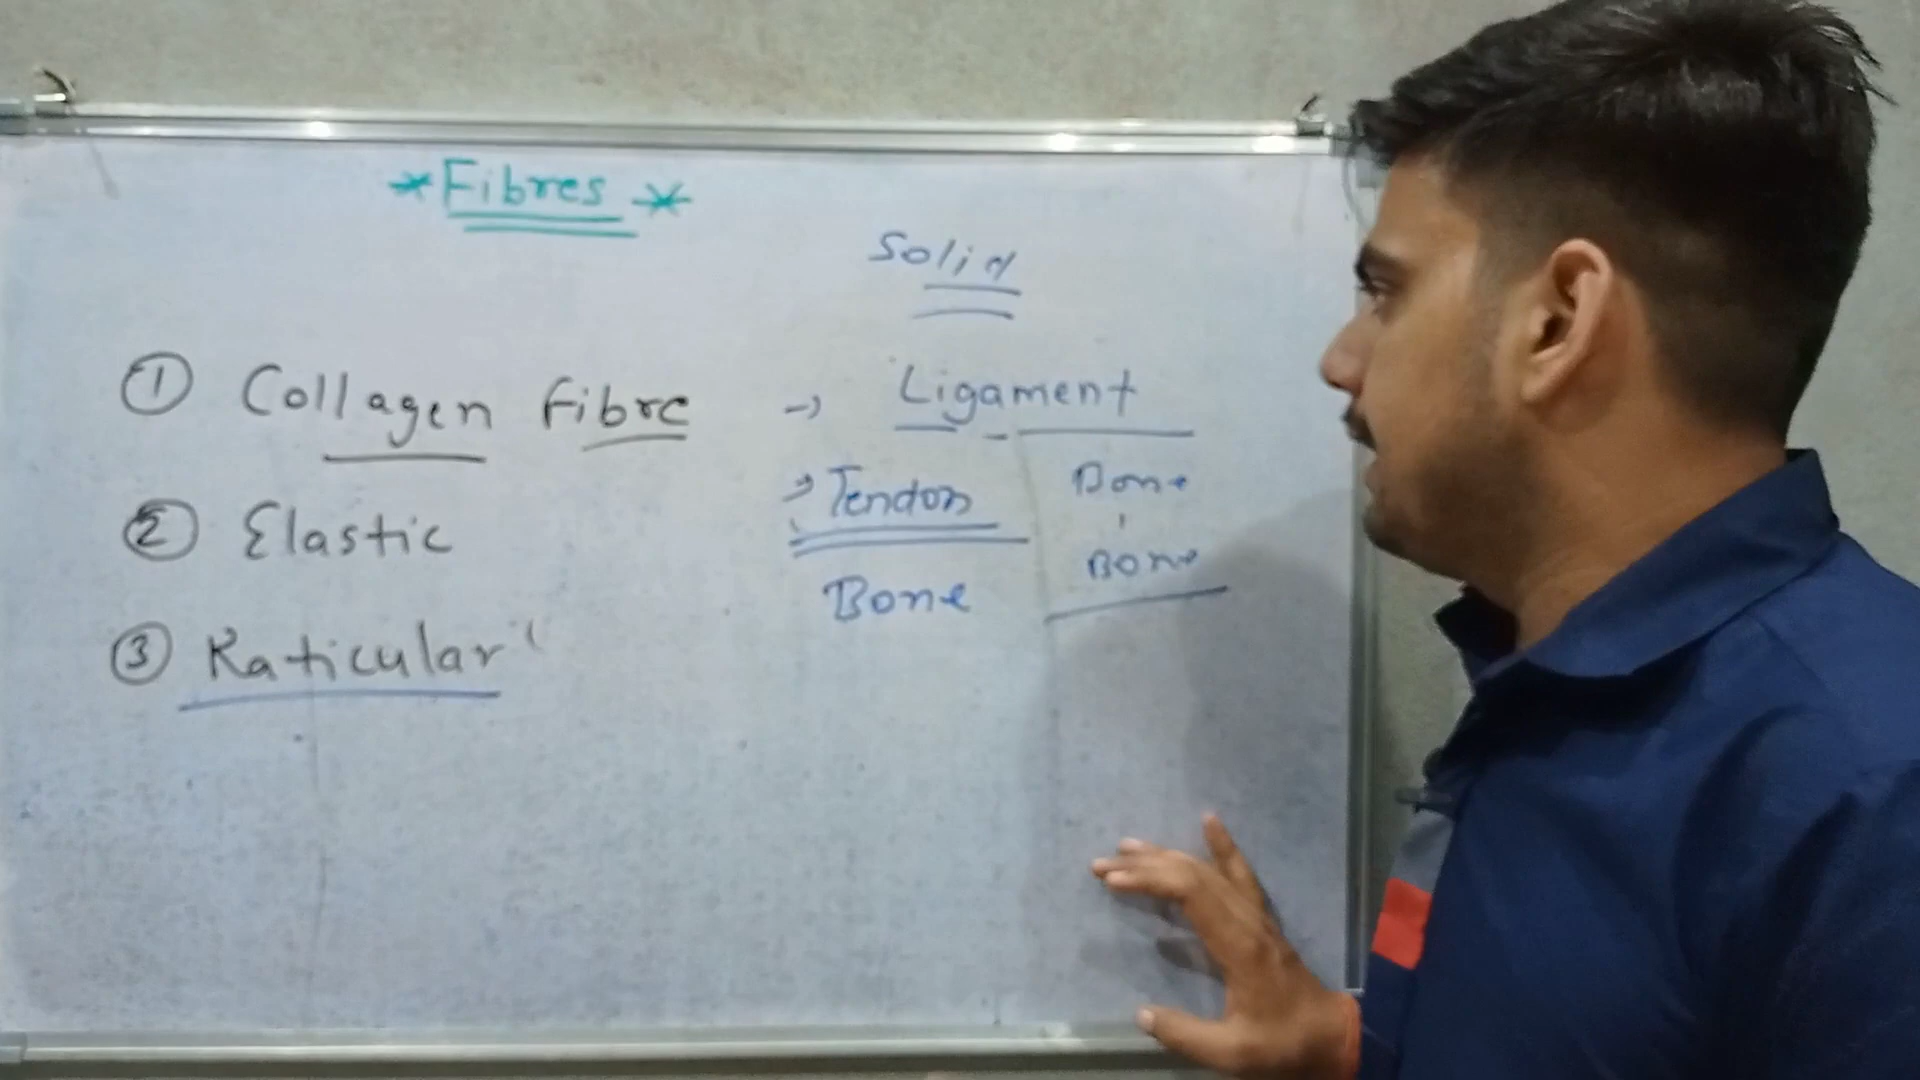 *Fibres*
Solid
① Collagen Fibre → Ligament
→ Tendon
Bone
Bone
Bone
② Elastic
③ Raticular